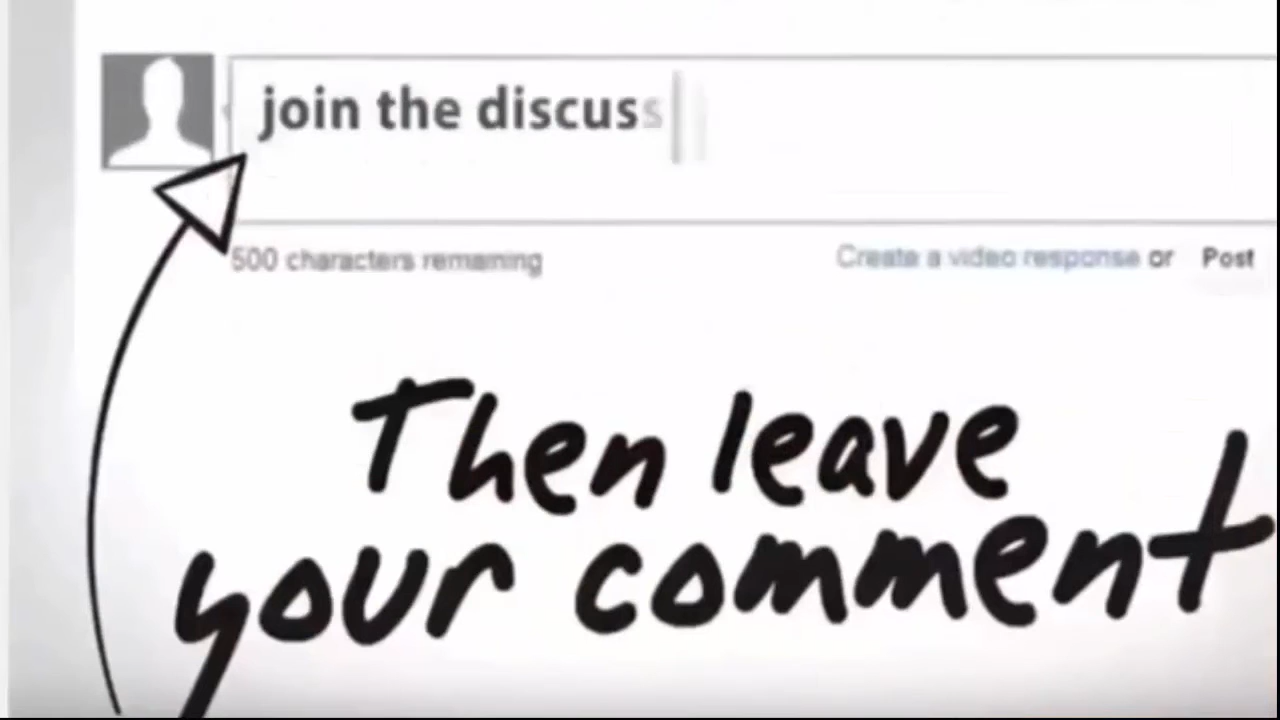 join the discuss
500 characters remaining
Create a video response or Post
Then leave
your comment